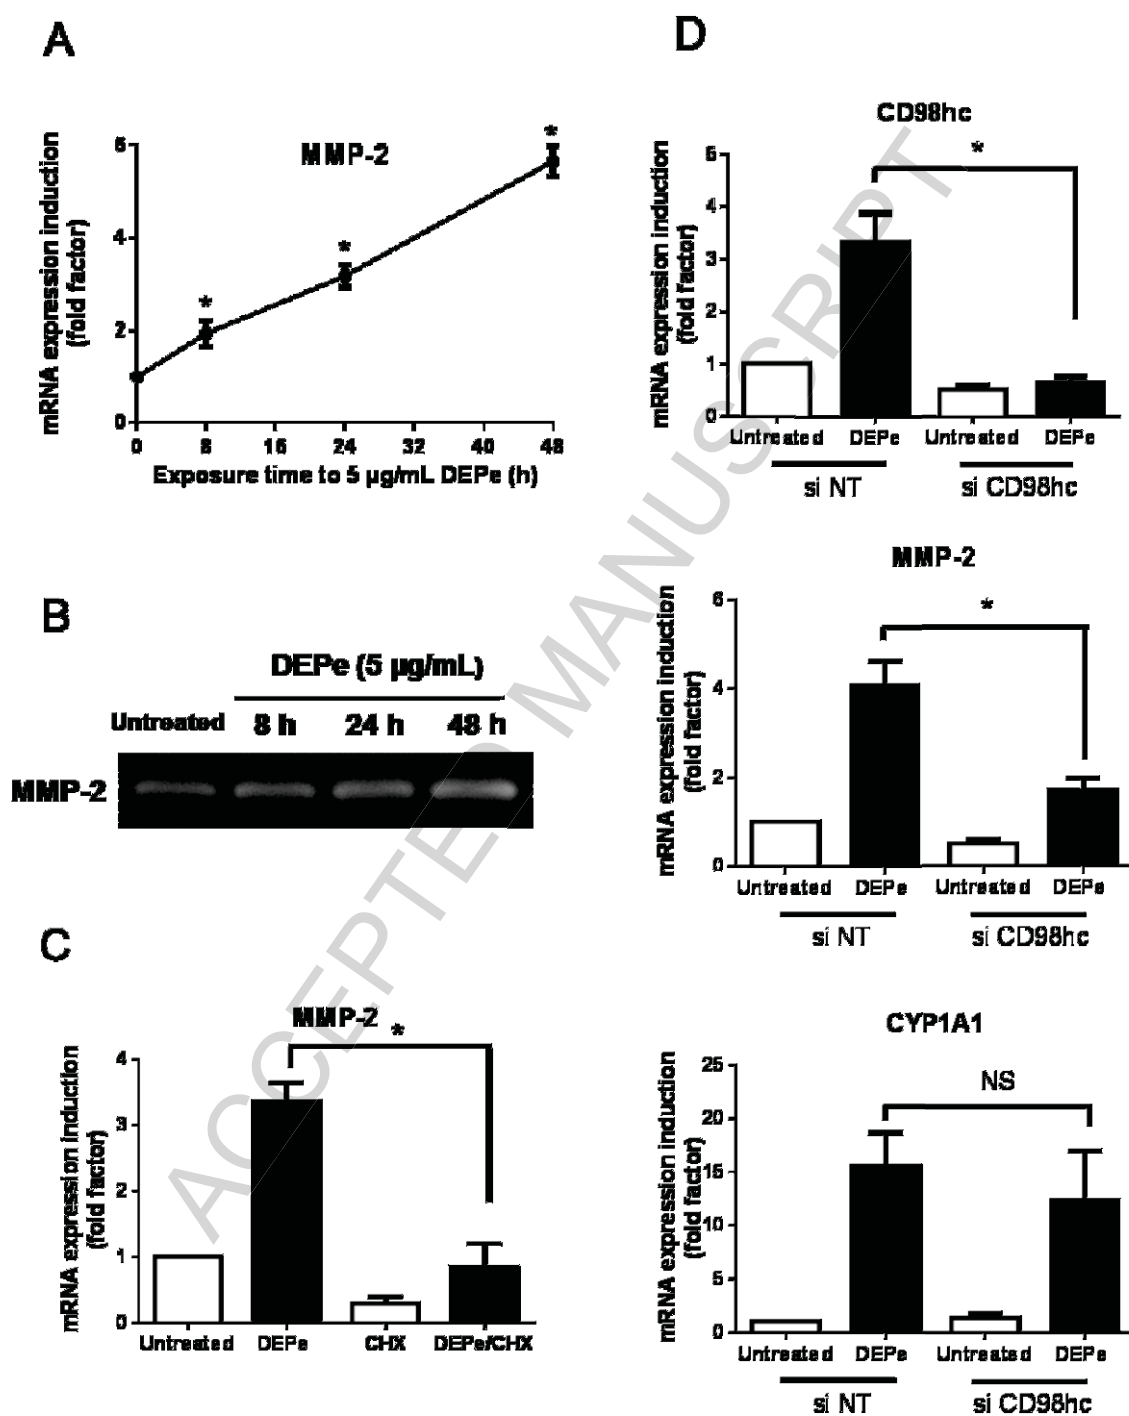 A
MMP-2
mRNA expression induction
(fold factor)
6
4
2
0
0 8 16 24 32 40 48
* * *
Exposure time to 5 µg/mL DEPe (h)
B
DEPe (5 µg/mL)
Untreated 8 h 24 h 48 h
MMP-2
C
MMP-2
*
mRNA expression induction
(fold factor)
4
3
2
1
0
Untreated DEPe CHX DEPe/CHX
D
CD98hc
*
mRNA expression induction
(fold factor)
5
4
3
2
1
0
Untreated DEPe Untreated DEPe
si NT si CD98hc
MMP-2
*
mRNA expression induction
(fold factor)
6
4
2
0
Untreated DEPe Untreated DEPe
si NT si CD98hc
CYP1A1
NS
mRNA expression induction
(fold factor)
25
20
15
10
5
0
Untreated DEPe Untreated DEPe
si NT si CD98hc
ACCEPTED MANUSCRIPT